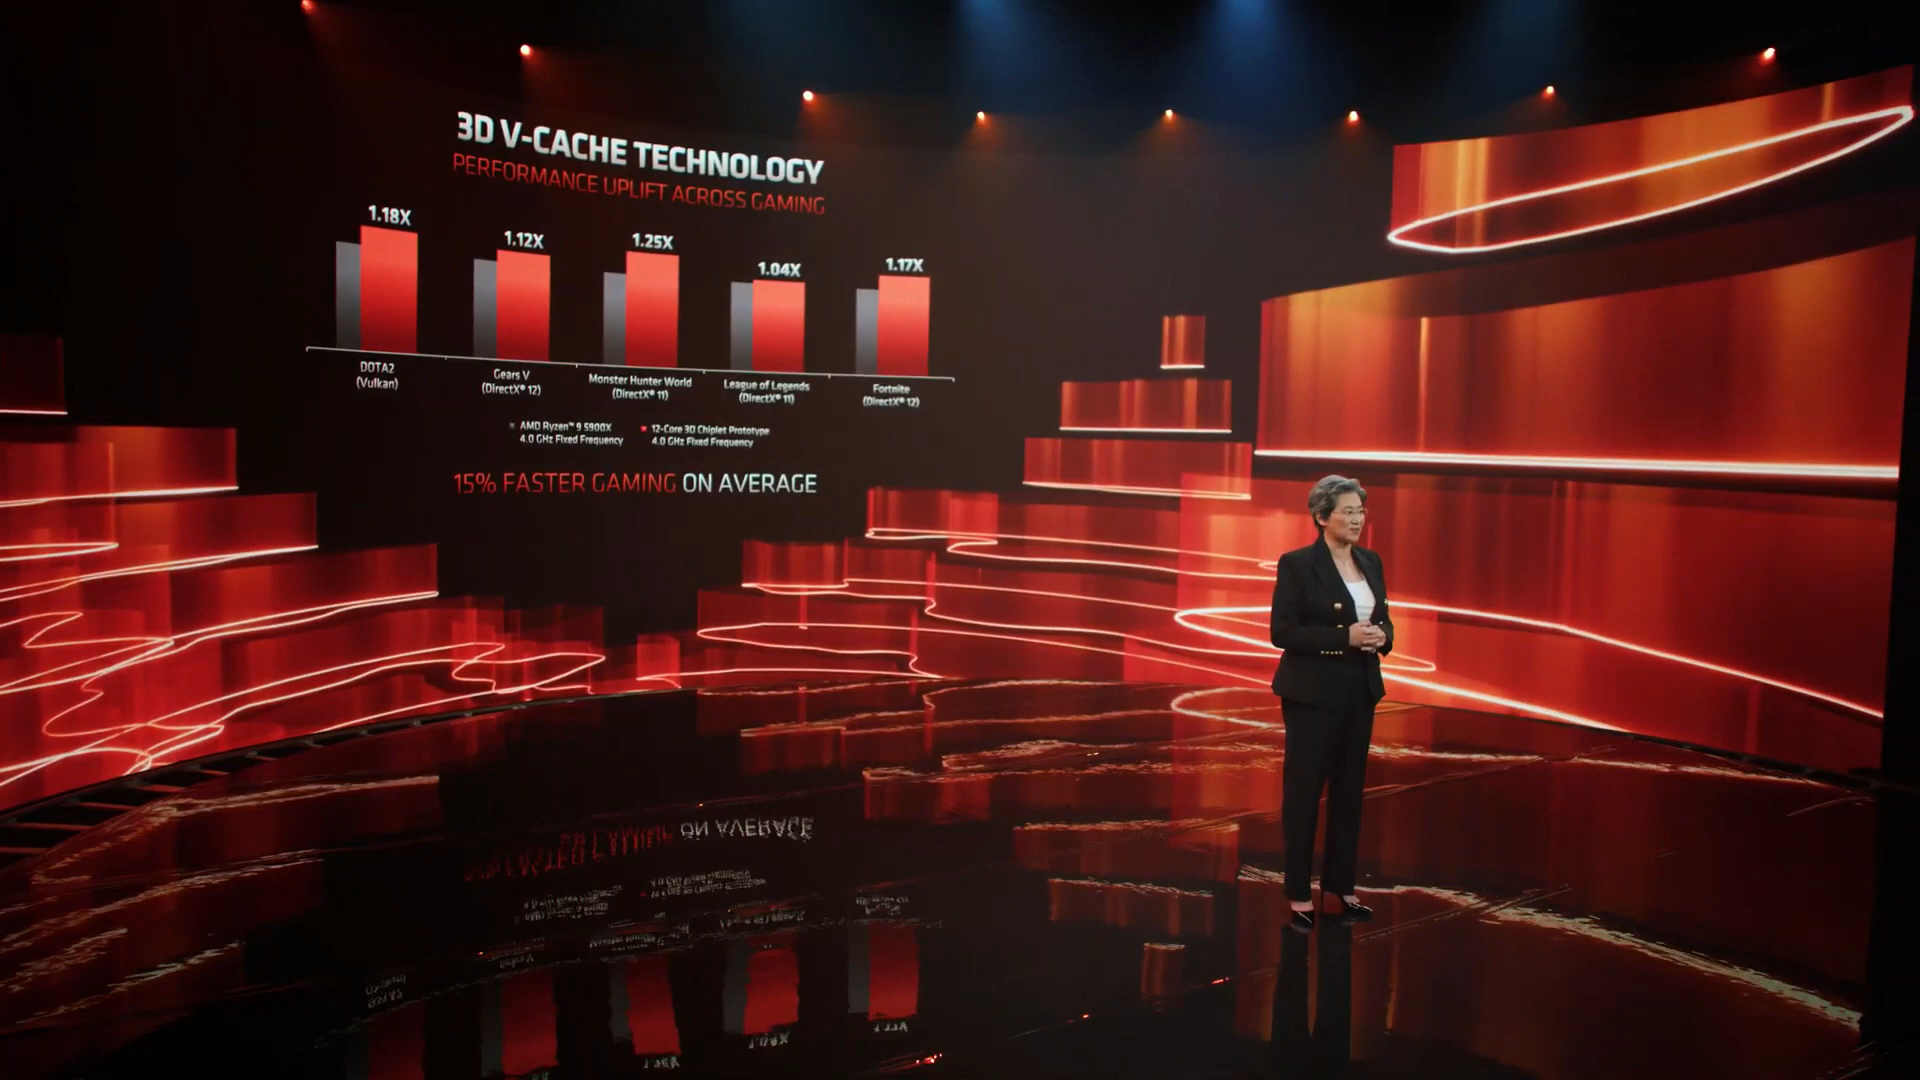 3D V-CACHE TECHNOLOGY
PERFORMANCE UPLIFT ACROSS GAMING
1.18X
1.12X
1.25X
1.04X
1.17X
DOTA2
(Vulkan)
Gears V
(DirectX® 12)
Monster Hunter World
(DirectX® 11)
League of Legends
(DirectX® 11)
Fortnite
(DirectX® 12)
AMD Ryzen™ 9 5900X
4.0 GHz Fixed Frequency
12-Core 3D Chiplet Prototype
4.0 GHz Fixed Frequency
15% FASTER GAMING ON AVERAGE